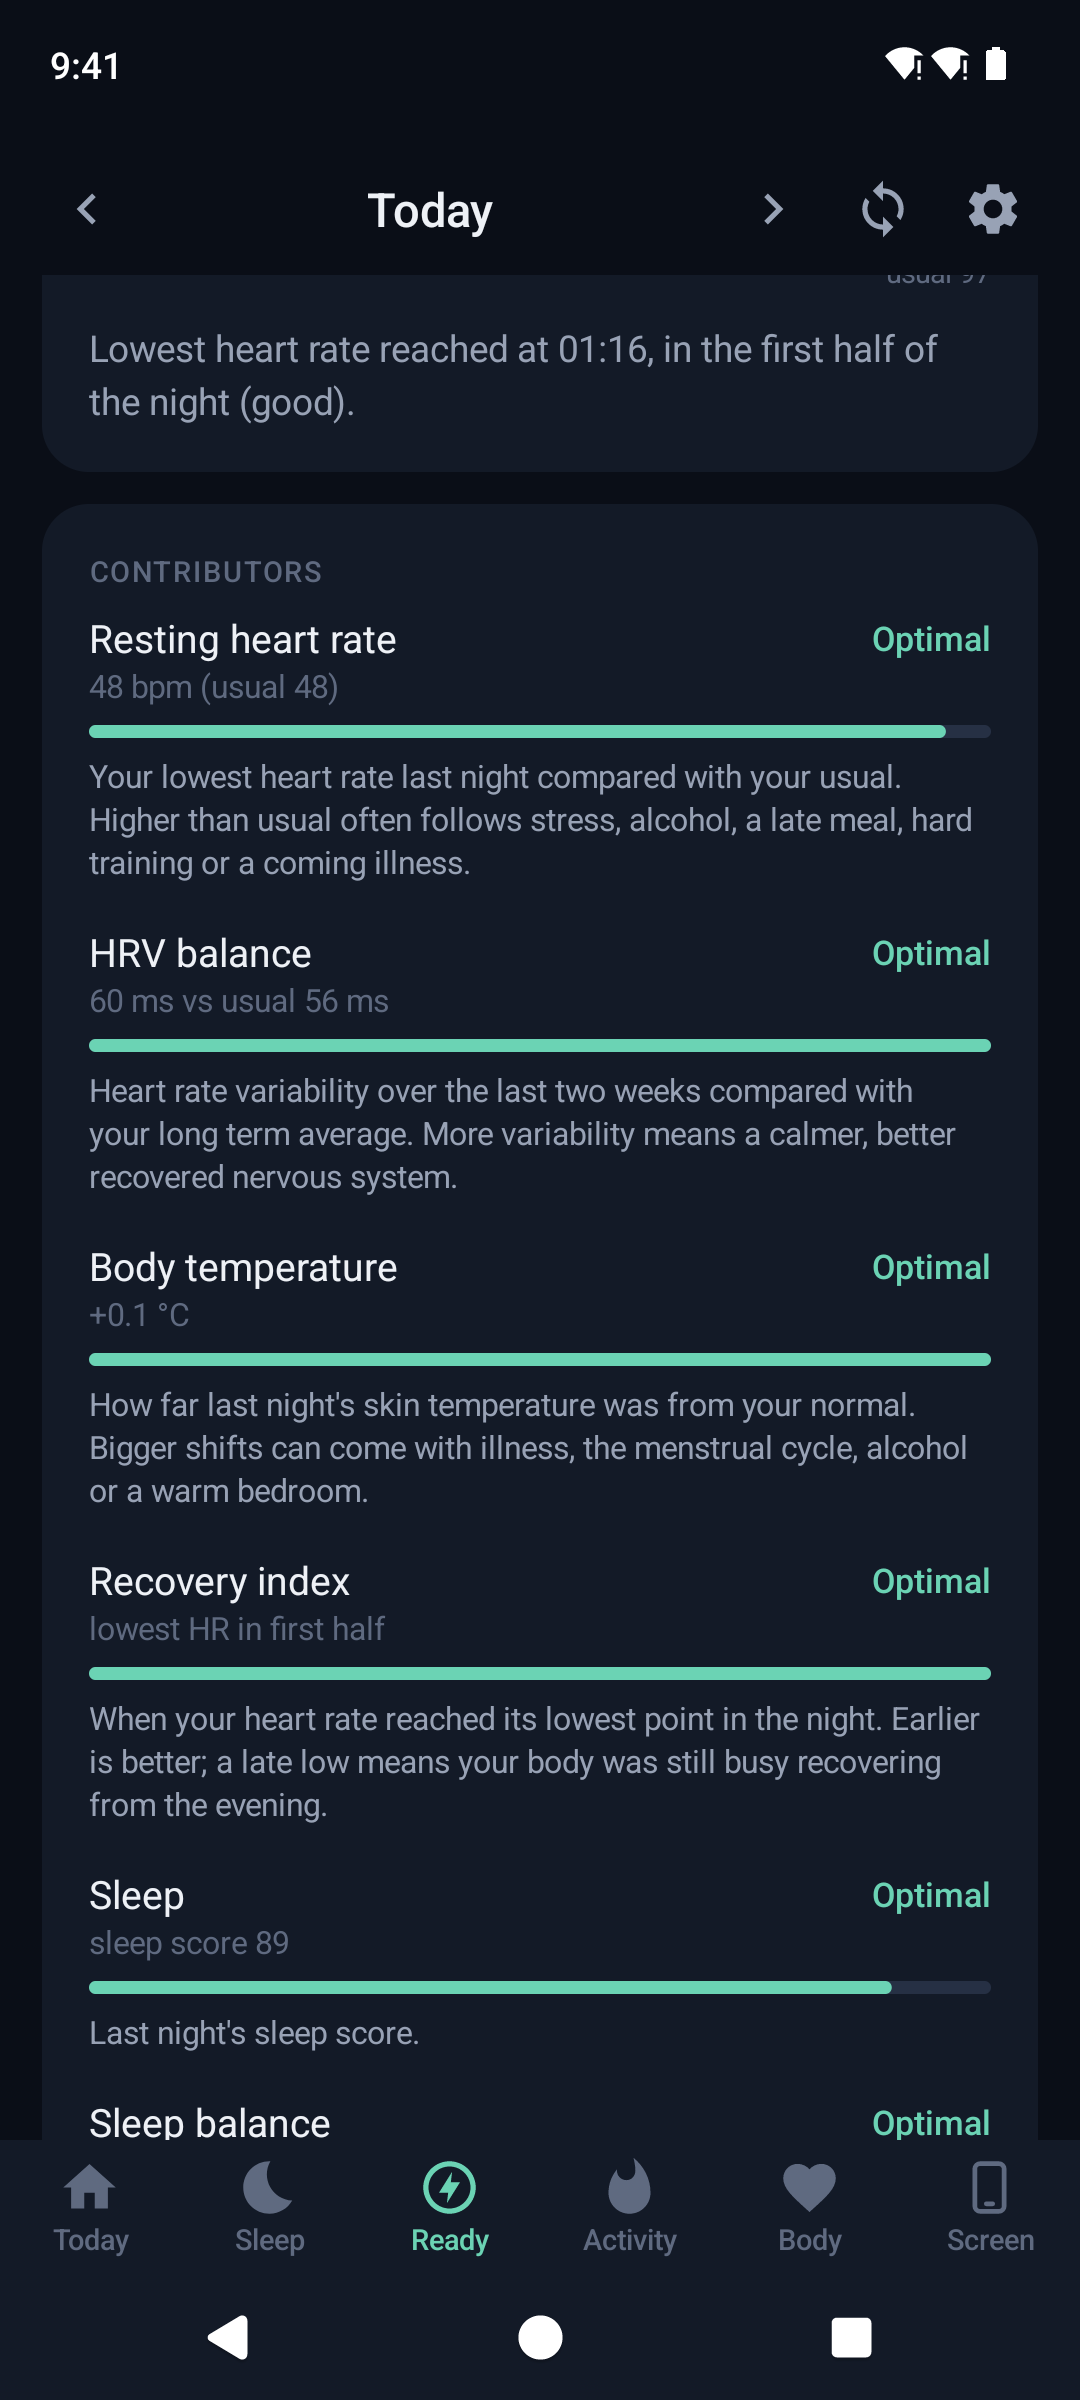 9:41
Today
usual 97
Lowest heart rate reached at 01:16, in the first half of
the night (good).
CONTRIBUTORS
Resting heart rate
Optimal
48 bpm (usual 48)
Your lowest heart rate last night compared with your usual.
Higher than usual often follows stress, alcohol, a late meal, hard
training or a coming illness.
HRV balance
Optimal
60 ms vs usual 56 ms
Heart rate variability over the last two weeks compared with
your long term average. More variability means a calmer, better
recovered nervous system.
Body temperature
Optimal
+0.1 °C
How far last night's skin temperature was from your normal.
Bigger shifts can come with illness, the menstrual cycle, alcohol
or a warm bedroom.
Recovery index
Optimal
lowest HR in first half
When your heart rate reached its lowest point in the night. Earlier
is better; a late low means your body was still busy recovering
from the evening.
Sleep
Optimal
sleep score 89
Last night's sleep score.
Sleep balance
Optimal
Today
Sleep
Ready
Activity
Body
Screen